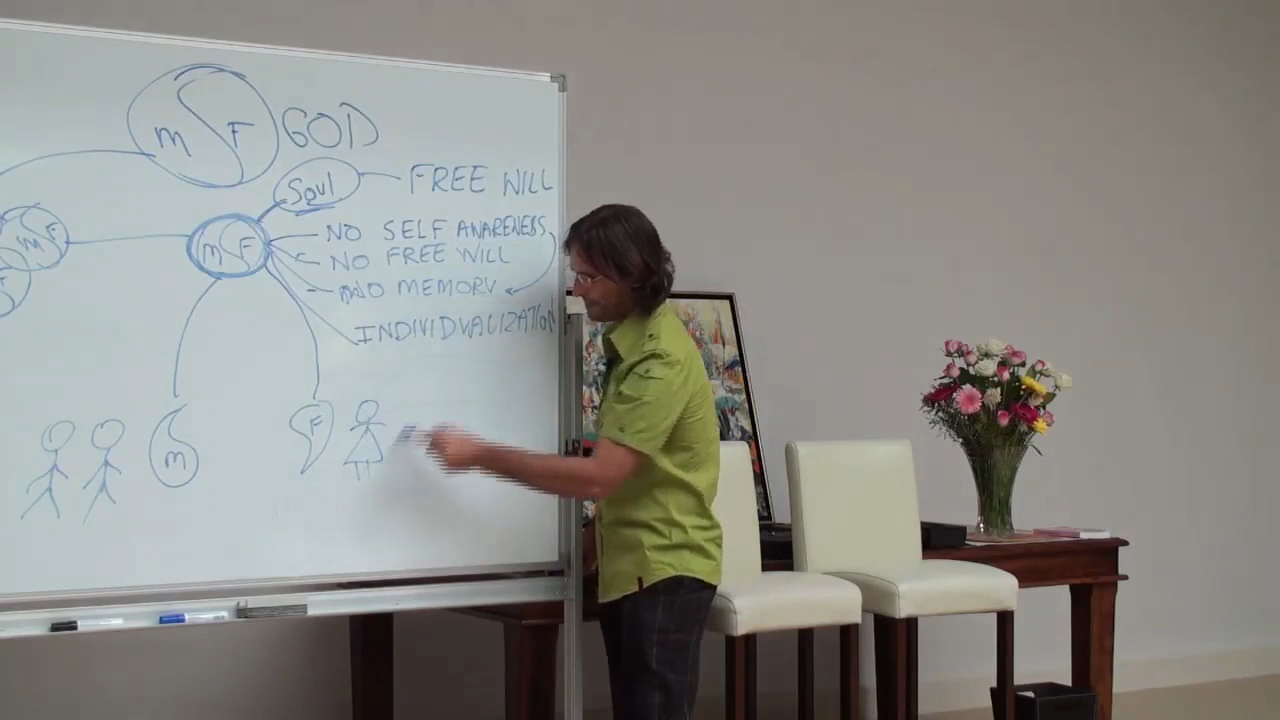 M F GOD
Soul FREE WILL
M F
M F NO SELF AWARENESS
NO FREE WILL
NO MEMORY
INDIVIDUALIZATION
M F